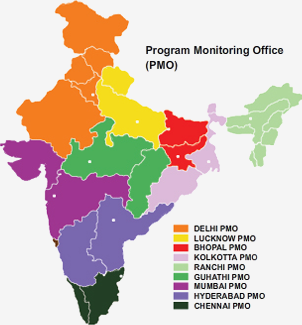 Program Monitoring Office
(PMO)
DELHI PMO
LUCKNOW PMO
BHOPAL PMO
KOLKOTTA PMO
RANCHI PMO
GUHATHI PMO
MUMBAI PMO
HYDERABAD PMO
CHENNAI PMO